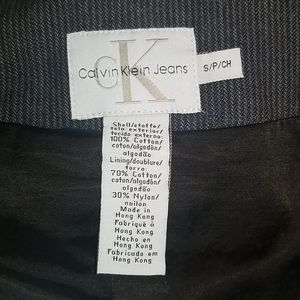 CK
Calvin Klein Jeans
S/P/CH
Shell/etoffe/
tela exterior/
tecido externo:
100% Cotton/
coton/algodón/
algodão
Lining/doublure/
forro:
70% Cotton/
coton/algodón/
algodão
30% Nylon/
nailon
Made in
Hong Kong
Fabriqué à
Hong Kong
Hecho en
Hong Kong
Fabricado em
Hong Kong